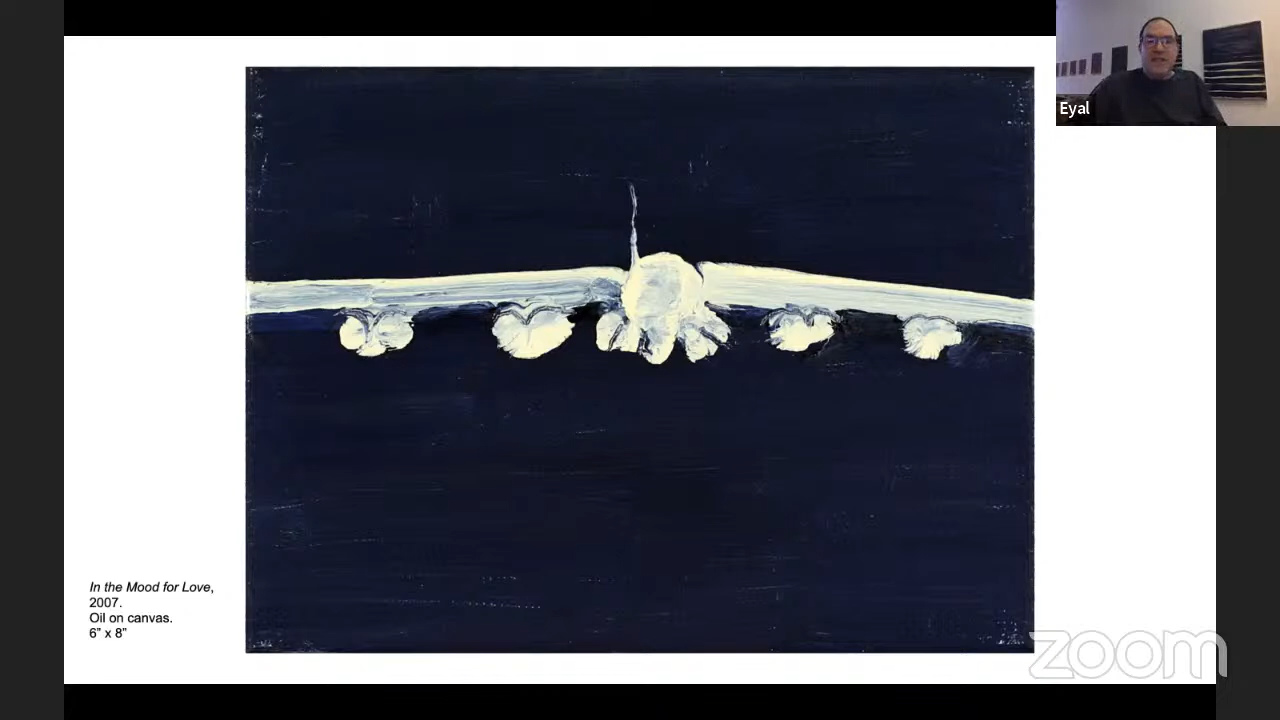 Eyal
In the Mood for Love,
2007.
Oil on canvas.
6” x 8”
zoom